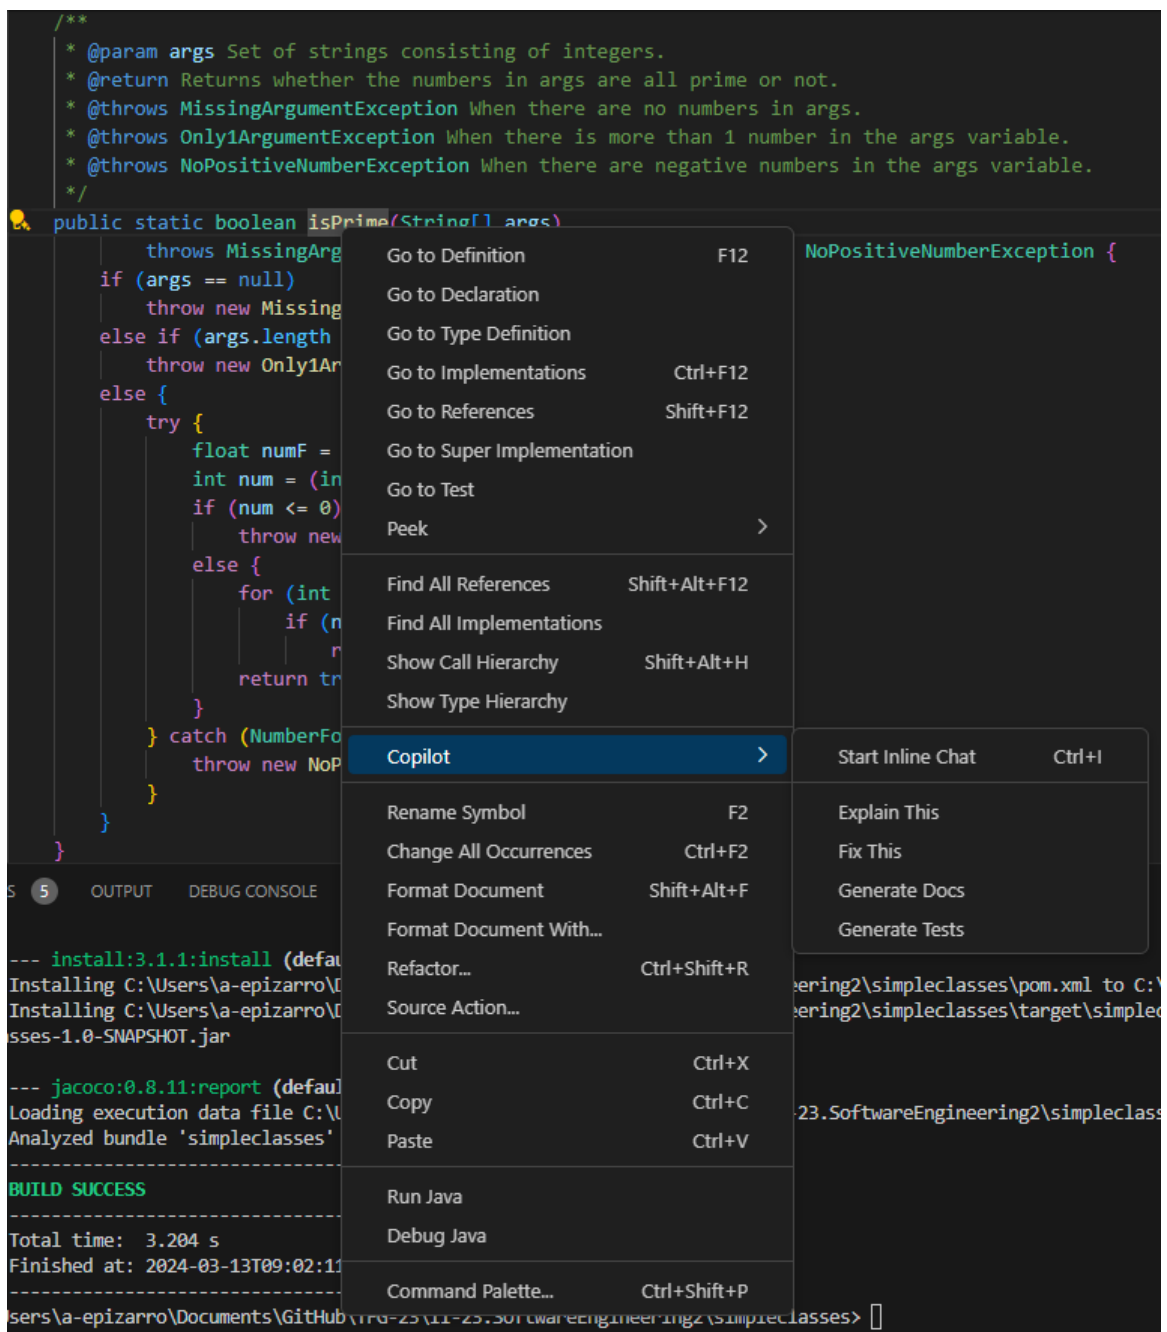 /**
* @param args Set of strings consisting of integers.
* @return Returns whether the numbers in args are all prime or not.
* @throws MissingArgumentException When there are no numbers in args.
* @throws Only1ArgumentException When there is more than 1 number in the args variable.
* @throws NoPositiveNumberException When there are negative numbers in the args variable.
*/
public static boolean isPrime(String[] args)
throws MissingArg NoPositiveNumberException {
if (args == null)
throw new Missing
else if (args.length
throw new Only1Ar
else {
try {
float numF =
int num = (in
if (num <= 0)
throw new
else {
for (int
if (n
r
return tr
}
} catch (NumberFo
throw new NoP
}
}
}
Go to Definition F12
Go to Declaration
Go to Type Definition
Go to Implementations Ctrl+F12
Go to References Shift+F12
Go to Super Implementation
Go to Test
Peek
Find All References Shift+Alt+F12
Find All Implementations
Show Call Hierarchy Shift+Alt+H
Show Type Hierarchy
Copilot
Rename Symbol F2
Change All Occurrences Ctrl+F2
Format Document Shift+Alt+F
Format Document With...
Refactor... Ctrl+Shift+R
Source Action...
Cut Ctrl+X
Copy Ctrl+C
Paste Ctrl+V
Run Java
Debug Java
Command Palette... Ctrl+Shift+P
Start Inline Chat Ctrl+I
Explain This
Fix This
Generate Docs
Generate Tests
S 5 OUTPUT DEBUG CONSOLE
--- install:3.1.1:install (defau
Installing C:\Users\a-epizarro\D ering2\simpleclasses\pom.xml to C:\
Installing C:\Users\a-epizarro\D ering2\simpleclasses\target\simplec
sses-1.0-SNAPSHOT.jar
--- jacoco:0.8.11:report (defaul
Loading execution data file C:\U -23.SoftwareEngineering2\simpleclass
Analyzed bundle 'simpleclasses'
--------------------------------
BUILD SUCCESS
--------------------------------
Total time: 3.204 s
Finished at: 2024-03-13T09:02:11
--------------------------------
sers\a-epizarro\Documents\GitHub\TFG-23\II-23.SoftwareEngineering2\simpleclasses>